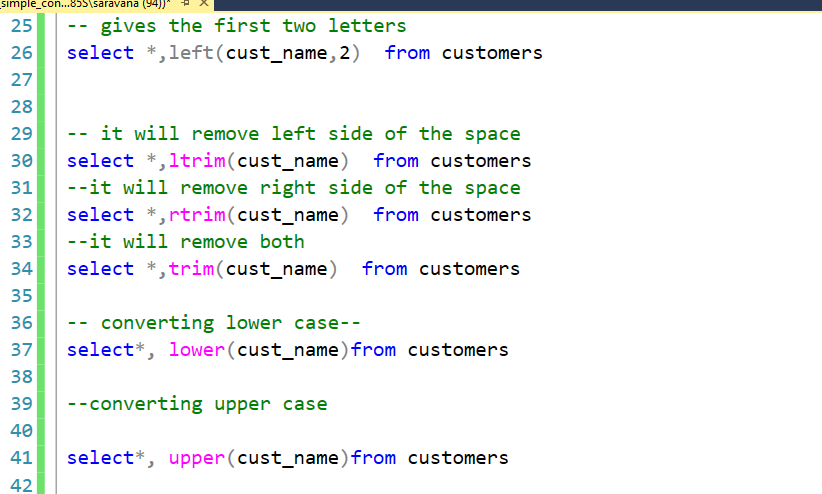 _simple_con...85S\saravana (94))*
25 -- gives the first two letters
26 select *,left(cust_name,2)  from customers
27
28
29 -- it will remove left side of the space
30 select *,ltrim(cust_name)  from customers
31 --it will remove right side of the space
32 select *,rtrim(cust_name)  from customers
33 --it will remove both
34 select *,trim(cust_name)  from customers
35
36 -- converting lower case--
37 select*, lower(cust_name)from customers
38
39 --converting upper case
40
41 select*, upper(cust_name)from customers
42